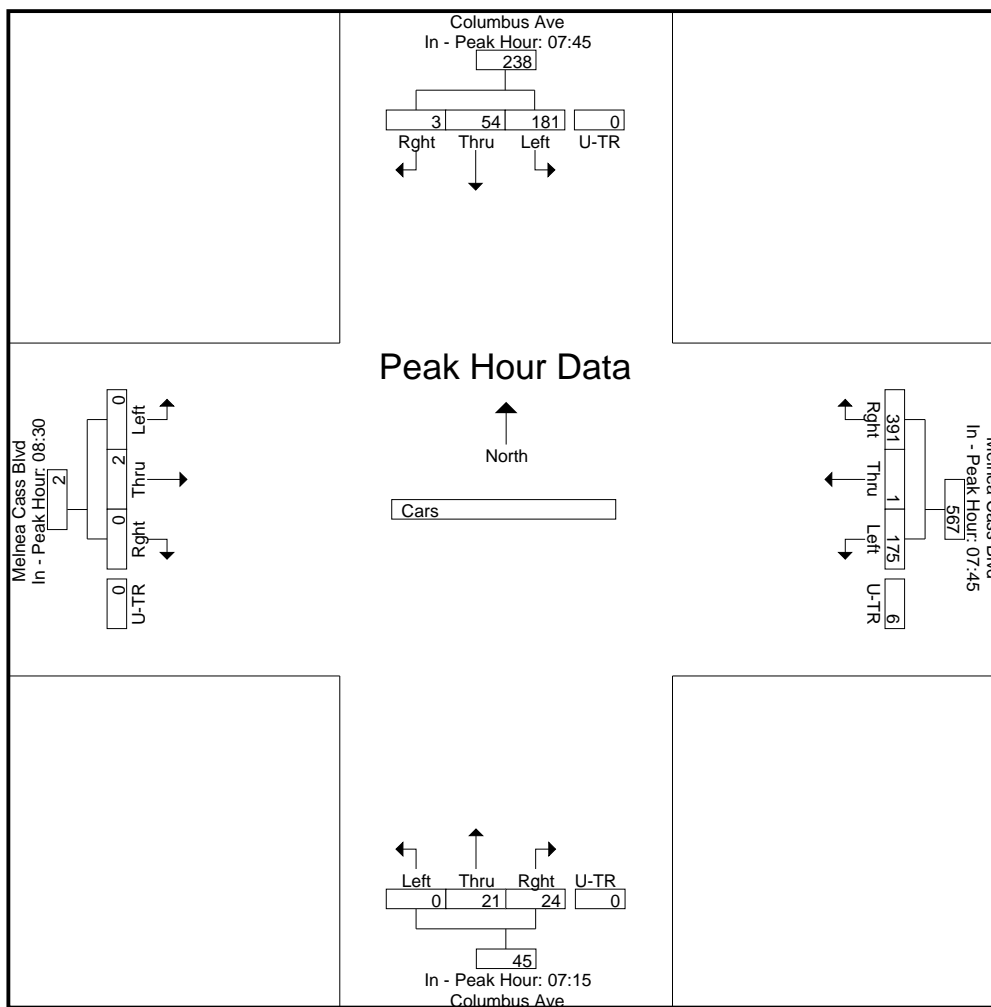 Columbus Ave
In - Peak Hour: 07:45
238
3 54 181 0
Rght Thru Left U-TR
Peak Hour Data
North
Cars
Melnea Cass Blvd
In - Peak Hour: 08:30
2
0 2 0 0
Left Thru Rght U-TR
Melnea Cass Blvd
In - Peak Hour: 07:45
567
391 1 175 6
Rght Thru Left U-TR
Left Thru Rght U-TR
0 21 24 0
45
In - Peak Hour: 07:15
Columbus Ave